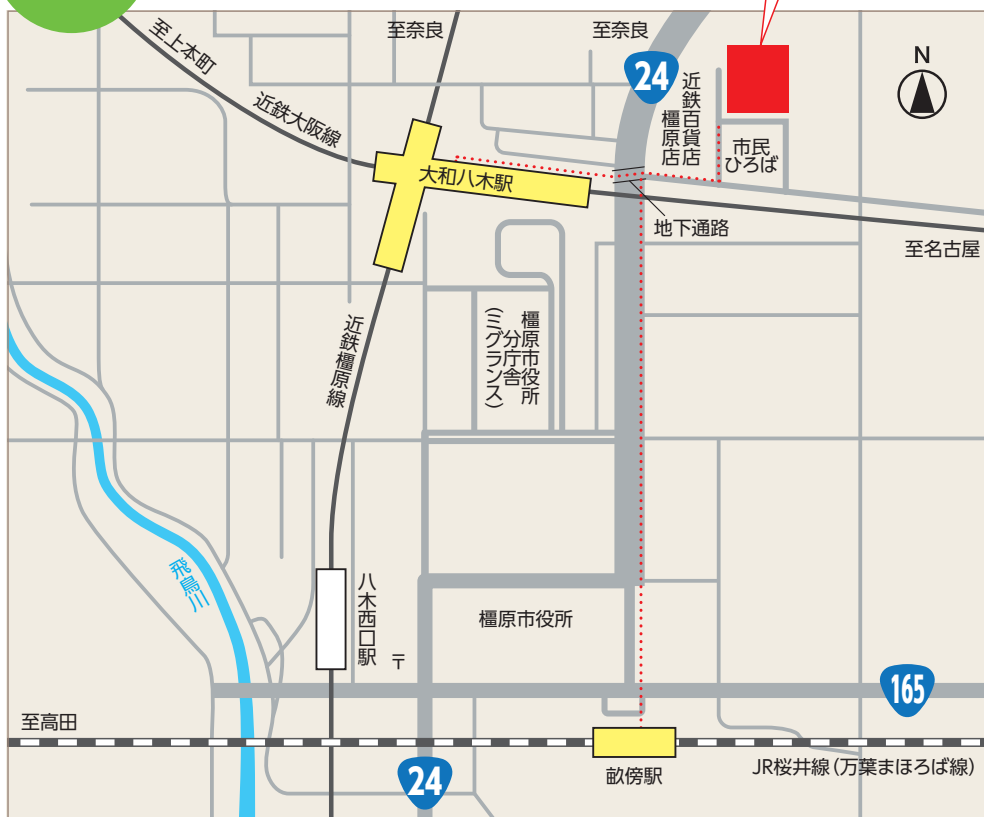 至上本町
至奈良
至奈良
24
N
近鉄大阪線
近鉄百貨店
橿原店
市民
ひろば
大和八木駅
地下通路
至名古屋
近鉄橿原線
橿原市役所
分庁舎
(ミグランス)
飛鳥川
八木西口駅
〒
橿原市役所
165
至高田
24
畝傍駅
JR桜井線(万葉まほろば線)